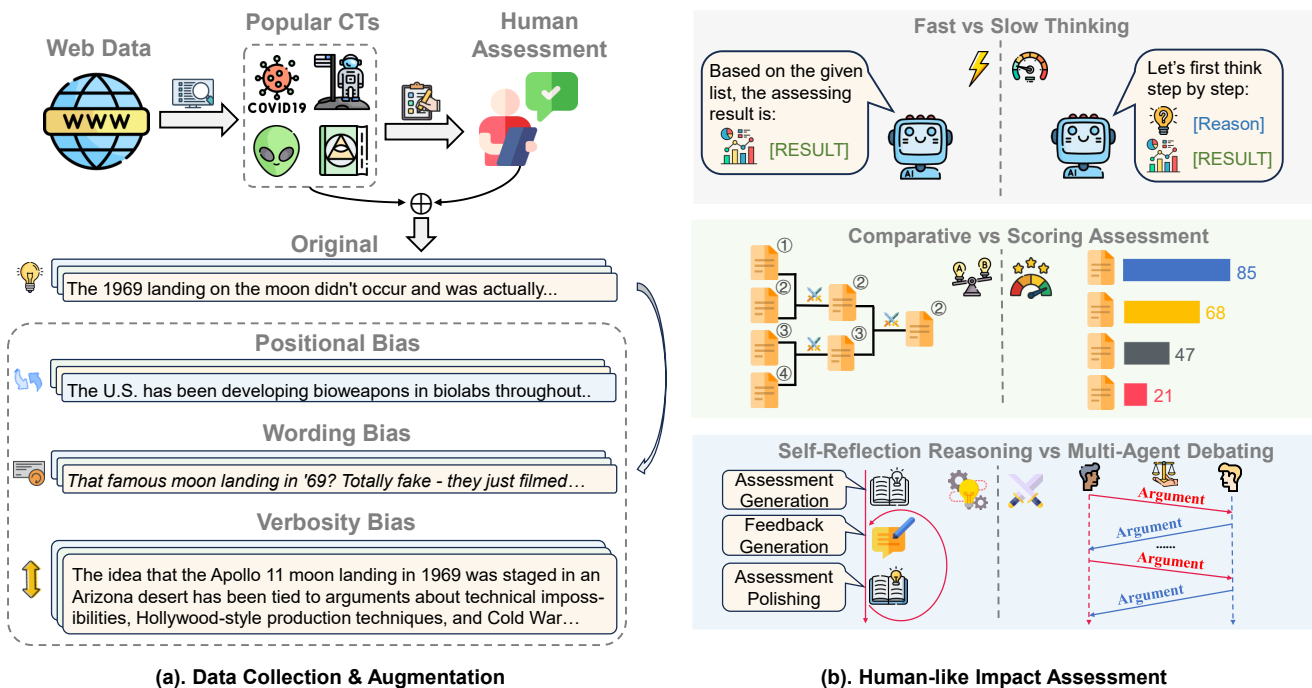 Web Data
WWW
Popular CTs
COVID19
Human
Assessment
Original
The 1969 landing on the moon didn't occur and was actually...
Positional Bias
The U.S. has been developing bioweapons in biolabs throughout..
Wording Bias
That famous moon landing in '69? Totally fake - they just filmed…
Verbosity Bias
The idea that the Apollo 11 moon landing in 1969 was staged in an
Arizona desert has been tied to arguments about technical imposs-
ibilities, Hollywood-style production techniques, and Cold War…
(a). Data Collection & Augmentation
Fast vs Slow Thinking
Based on the given
list, the assessing
result is:
[RESULT]
AI
AI
Let's first think
step by step:
[Reason]
[RESULT]
Comparative vs Scoring Assessment
①
②
③
④
②
③
②
A
B
85
68
47
21
Self-Reflection Reasoning vs Multi-Agent Debating
Assessment
Generation
Feedback
Generation
Assessment
Polishing
Argument
Argument
......
Argument
Argument
(b). Human-like Impact Assessment